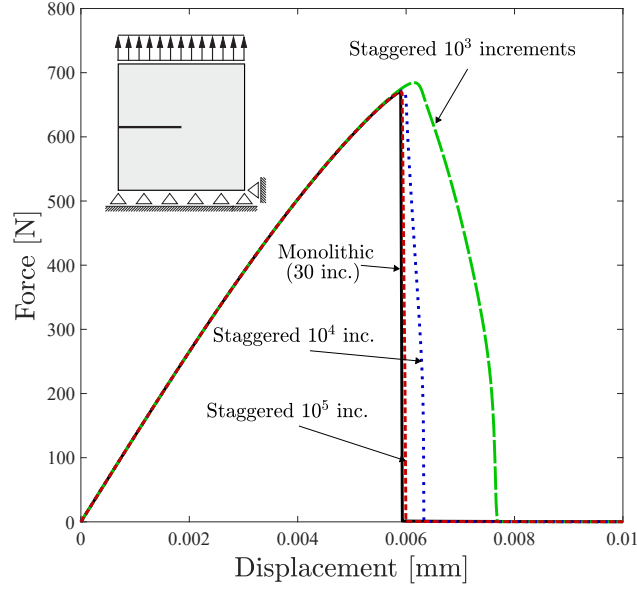 800
700
600
500
400
300
200
100
0
Force [N]
Staggered 10³ increments
Monolithic
(30 inc.)
Staggered 10⁴ inc.
Staggered 10⁵ inc.
0
0.002
0.004
0.006
0.008
0.01
Displacement [mm]